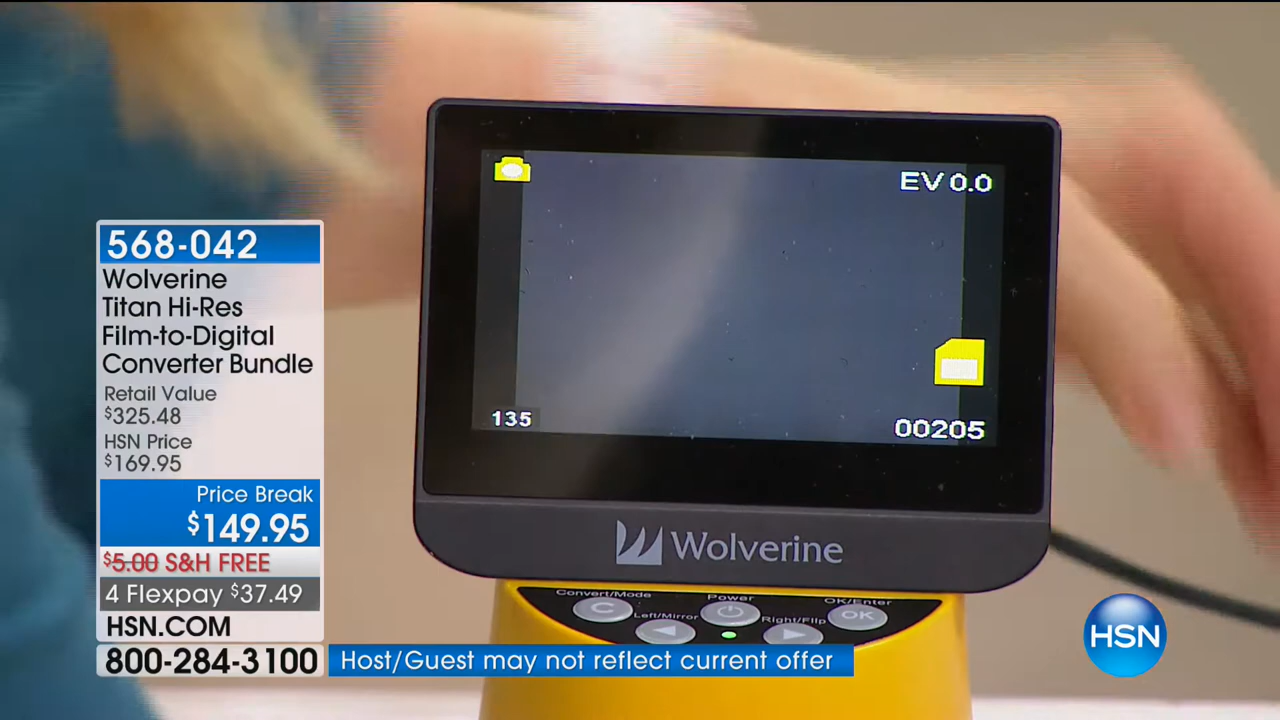 568-042
Wolverine
Titan Hi-Res
Film-to-Digital
Converter Bundle
Retail Value
$325.48
HSN Price
$169.95
Price Break
$149.95
$5.00 S&H FREE
4 Flexpay $37.49
HSN.COM
800-284-3100
Host/Guest may not reflect current offer
EV 0.0
135
00205
Wolverine
Convert/Mode
Power
OK/Enter
C
OK
Left/Mirror
Right/Flip
HSN